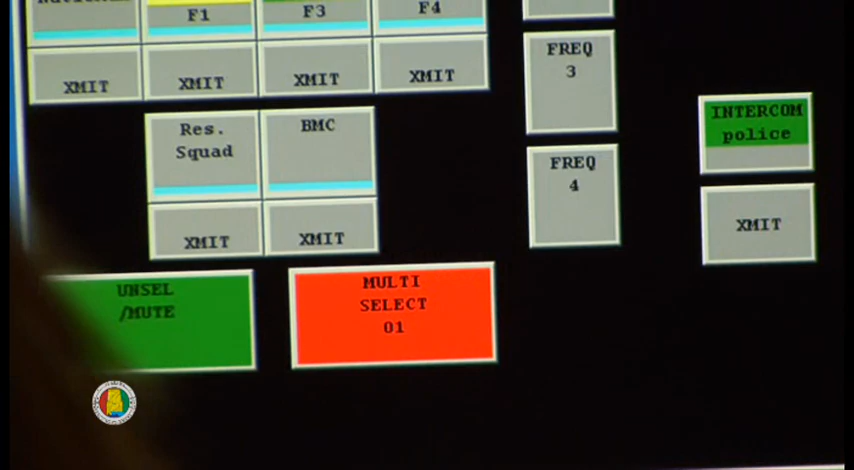 F1
F3
F4
XMIT
XMIT
XMIT
XMIT
Res.
Squad
BMC
XMIT
XMIT
FREQ
3
FREQ
4
INTERCOM
police
XMIT
UNSEL
/MUTE
MULTI
SELECT
01